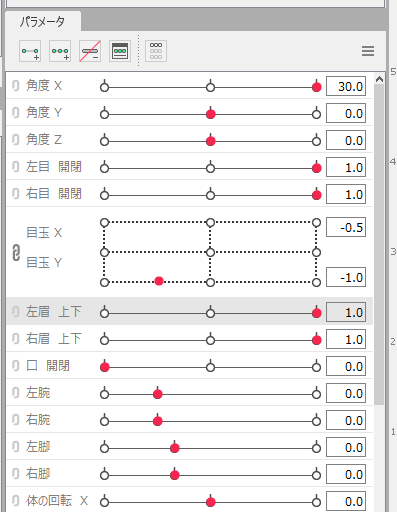 パラメータ
角度 X 30.0
角度 Y 0.0
角度 Z 0.0
左目 開閉 1.0
右目 開閉 1.0
目玉 X -0.5
目玉 Y -1.0
左眉 上下 1.0
右眉 上下 1.0
口 開閉 0.0
左腕 0.0
右腕 0.0
左脚 0.0
右脚 0.0
体の回転 X 0.0
5
4
3
2
1